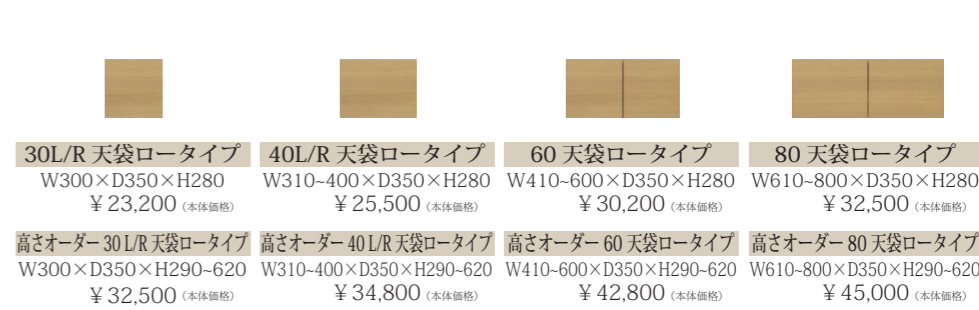 30L/R 天袋ロータイプ
W300×D350×H280
¥23,200（本体価格）
40L/R 天袋ロータイプ
W310~400×D350×H280
¥25,500（本体価格）
60 天袋ロータイプ
W410~600×D350×H280
¥30,200（本体価格）
80 天袋ロータイプ
W610~800×D350×H280
¥32,500（本体価格）
高さオーダー 30 L/R 天袋ロータイプ
W300×D350×H290~620
¥32,500（本体価格）
高さオーダー 40 L/R 天袋ロータイプ
W310~400×D350×H290~620
¥34,800（本体価格）
高さオーダー 60 天袋ロータイプ
W410~600×D350×H290~620
¥42,800（本体価格）
高さオーダー 80 天袋ロータイプ
W610~800×D350×H290~620
¥45,000（本体価格）